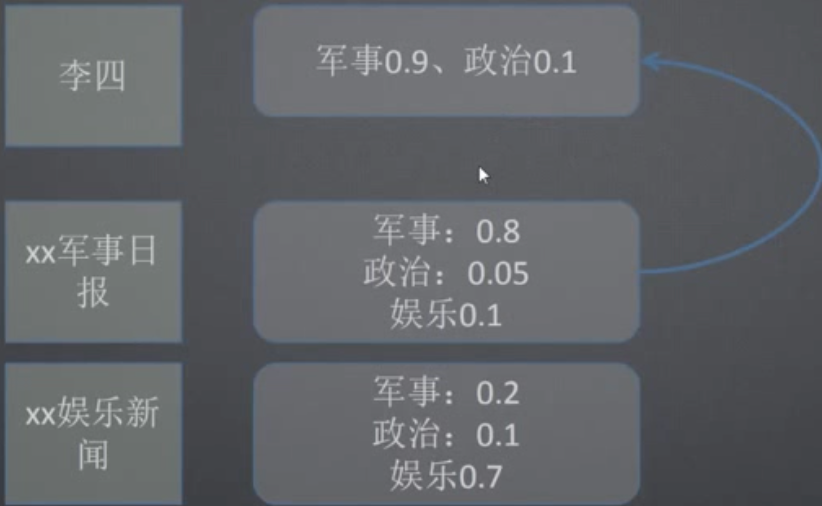 李四
军事0.9、政治0.1
xx军事日
报
军事：0.8
政治：0.05
娱乐0.1
xx娱乐新
闻
军事：0.2
政治：0.1
娱乐0.7